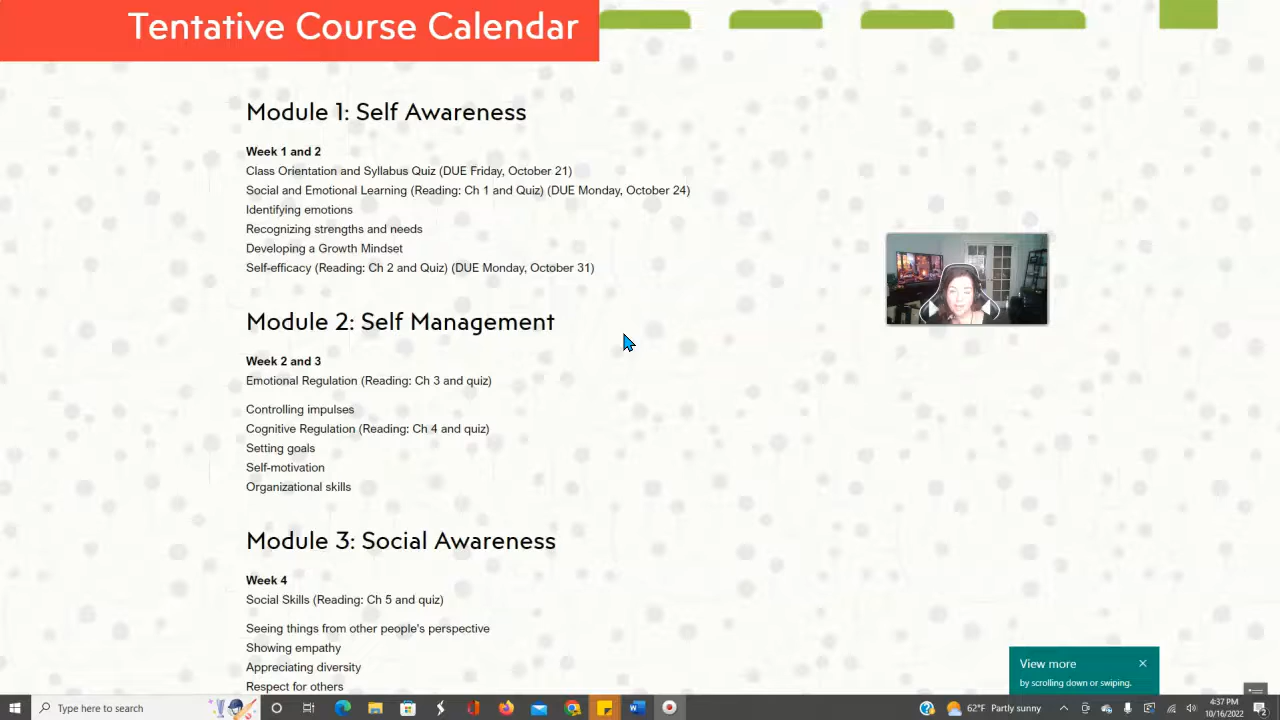 Tentative Course Calendar
Module 1: Self Awareness
Week 1 and 2
Class Orientation and Syllabus Quiz (DUE Friday, October 21)
Social and Emotional Learning (Reading: Ch 1 and Quiz) (DUE Monday, October 24)
Identifying emotions
Recognizing strengths and needs
Developing a Growth Mindset
Self-efficacy (Reading: Ch 2 and Quiz) (DUE Monday, October 31)
Module 2: Self Management
Week 2 and 3
Emotional Regulation (Reading: Ch 3 and quiz)
Controlling impulses
Cognitive Regulation (Reading: Ch 4 and quiz)
Setting goals
Self-motivation
Organizational skills
Module 3: Social Awareness
Week 4
Social Skills (Reading: Ch 5 and quiz)
Seeing things from other people's perspective
Showing empathy
Appreciating diversity
Respect for others
View more
by scrolling down or swiping.
Type here to search
62°F Partly sunny
4:37 PM
10/16/2022
2